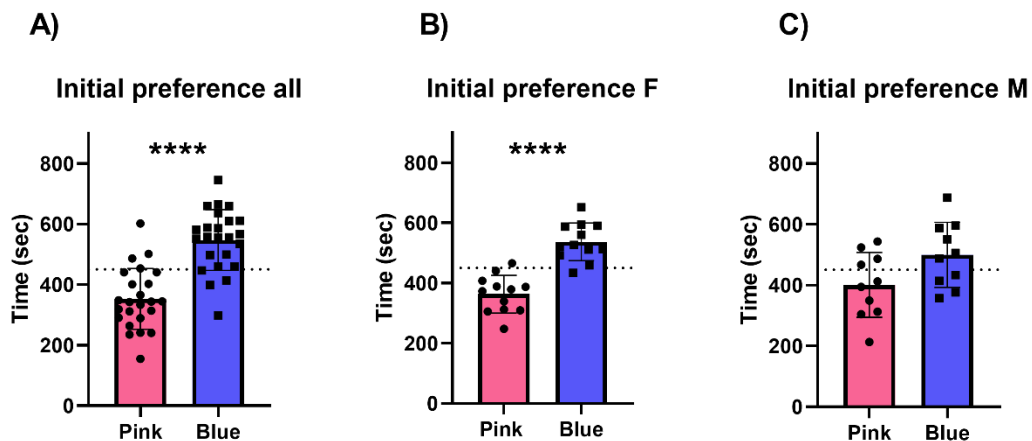 A)
Initial preference all
****
Time (sec)
800
600
400
200
0
Pink Blue
B)
Initial preference F
****
Time (sec)
800
600
400
200
0
Pink Blue
C)
Initial preference M
Time (sec)
800
600
400
200
0
Pink Blue